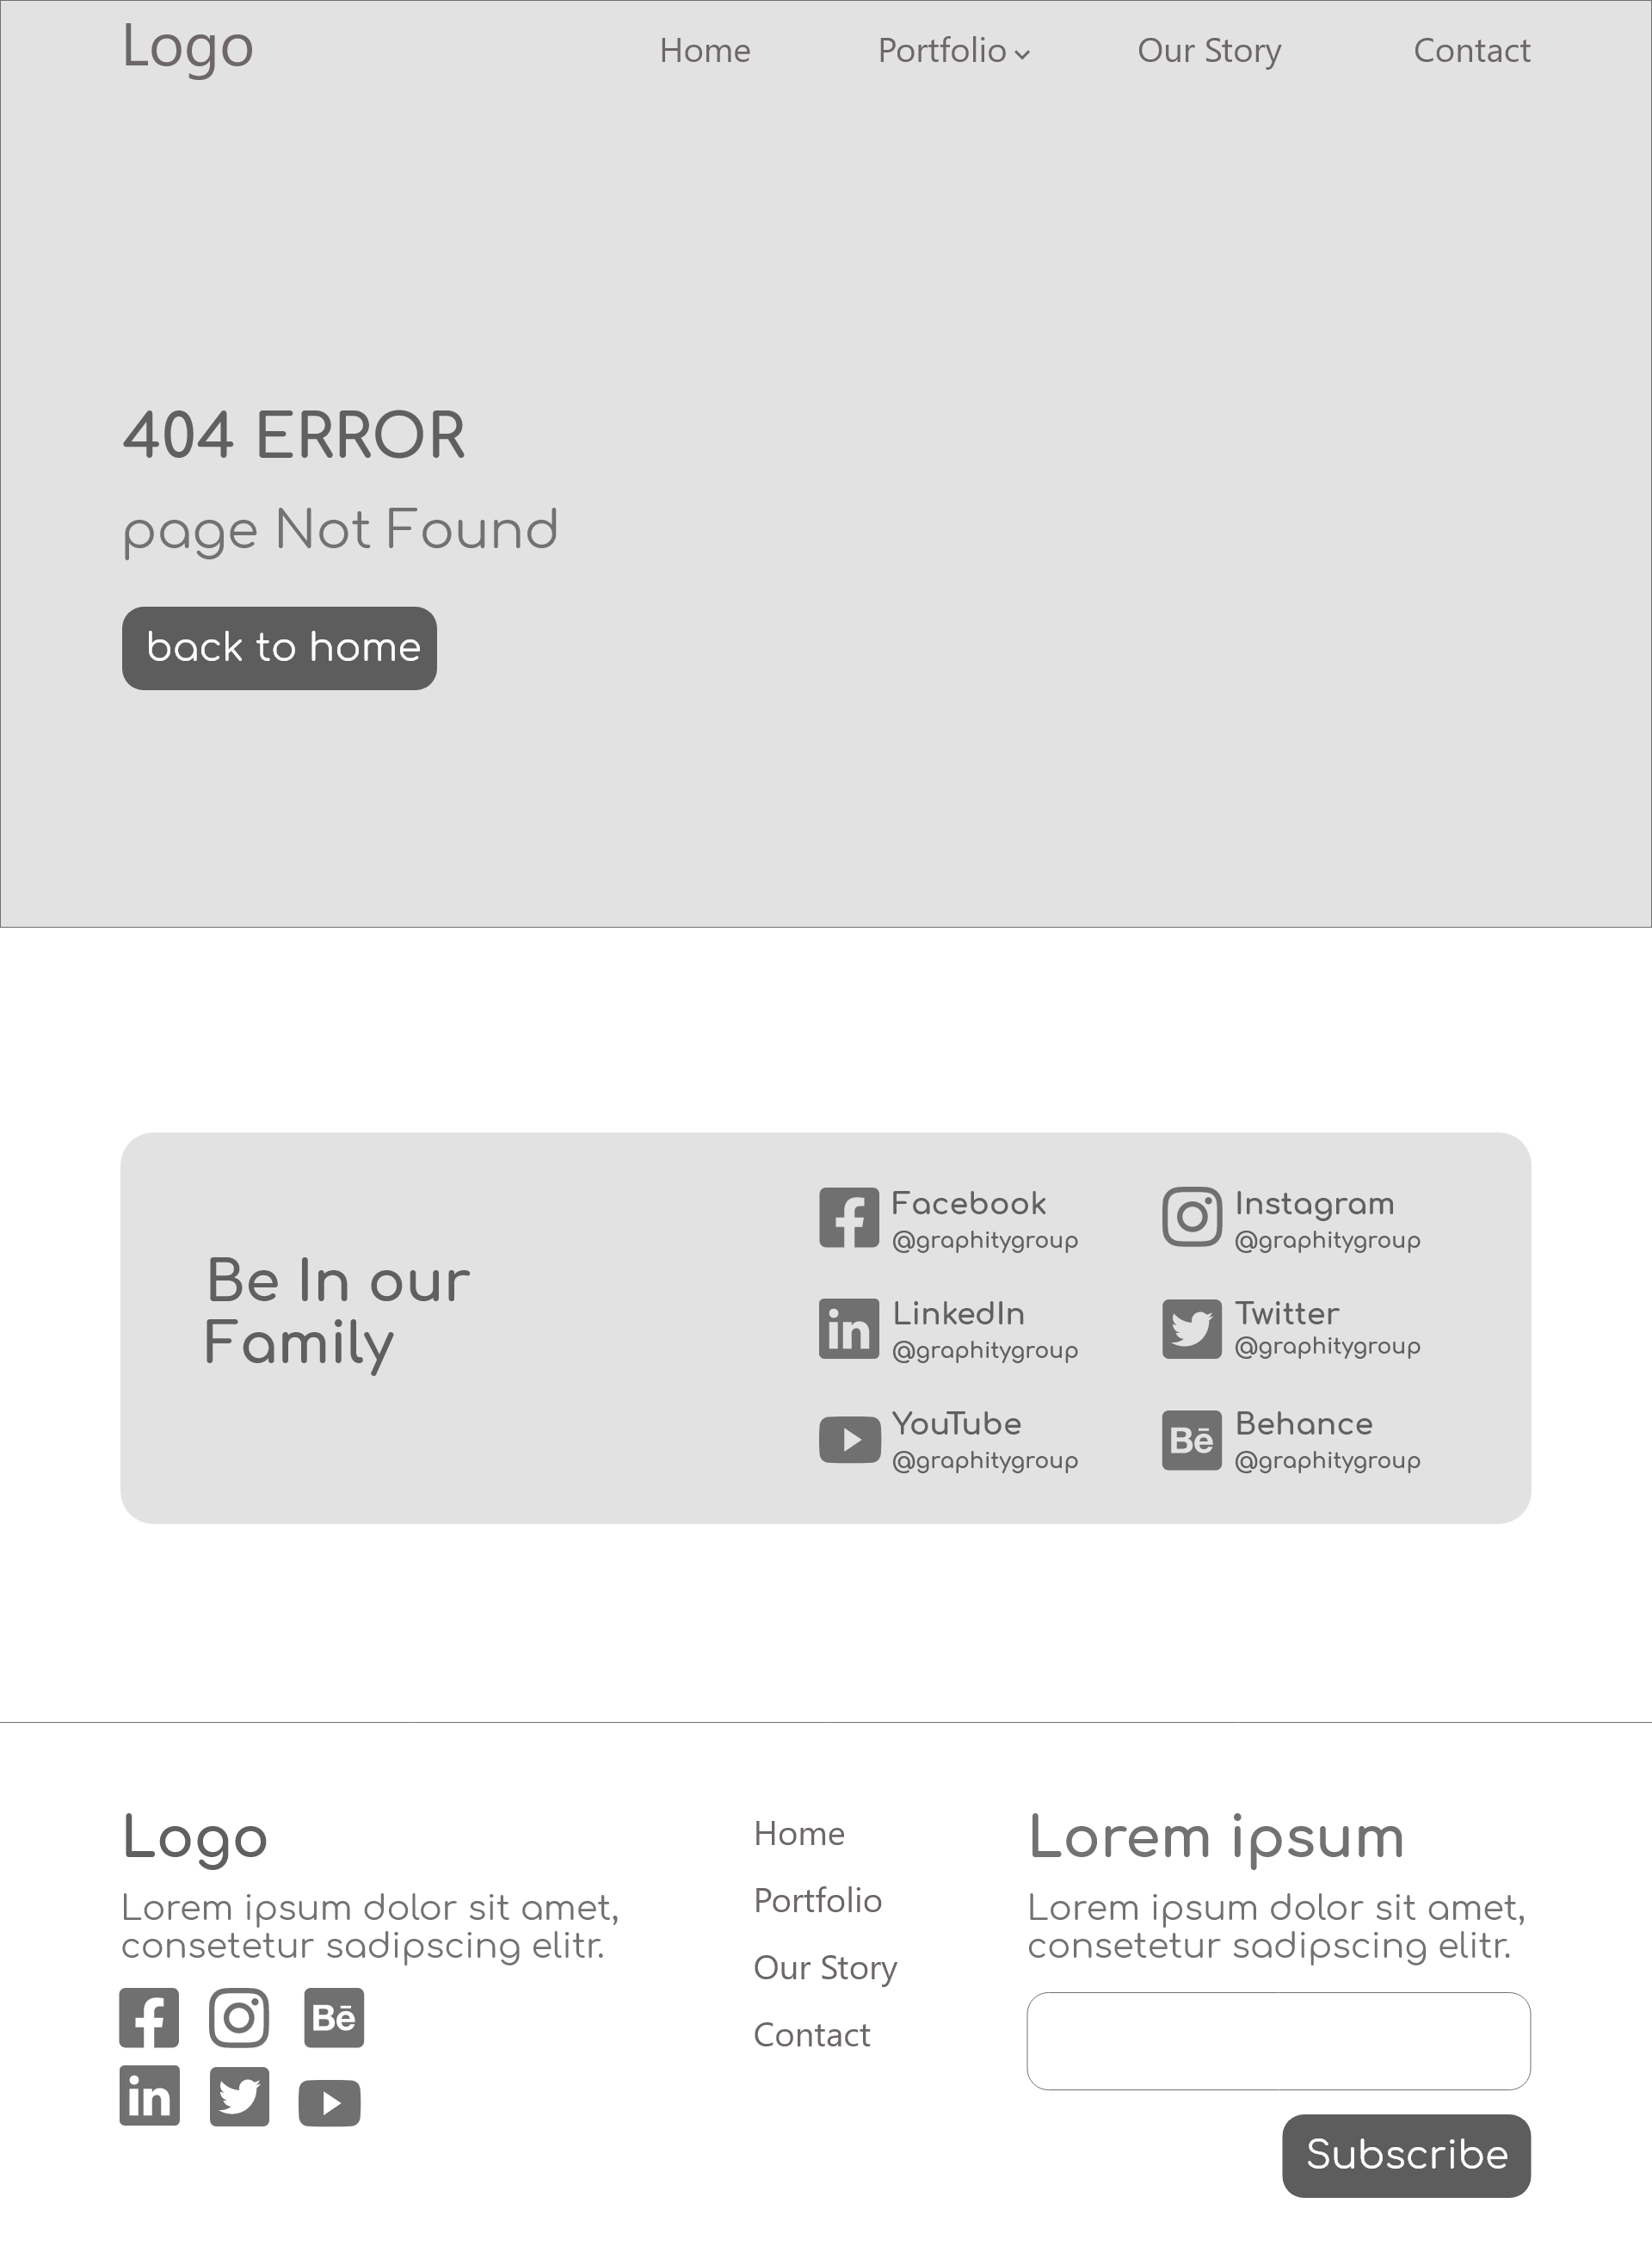 Logo
Home
Portfolio
Our Story
Contact
404 ERROR
page Not Found
back to home
Be In our
Family
Facebook
@graphitygroup
Instagram
@graphitygroup
LinkedIn
@graphitygroup
Twitter
@graphitygroup
YouTube
@graphitygroup
Behance
@graphitygroup
Logo
Lorem ipsum dolor sit amet,
consetetur sadipscing elitr.
Bē
in
Home
Portfolio
Our Story
Contact
Lorem ipsum
Lorem ipsum dolor sit amet,
consetetur sadipscing elitr.
Subscribe